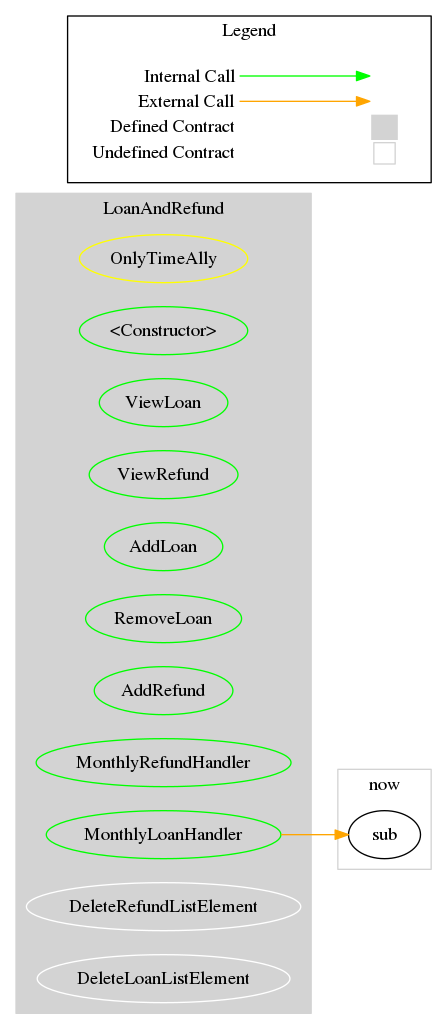 Legend
Internal Call
External Call
Defined Contract
Undefined Contract
LoanAndRefund
OnlyTimeAlly
<Constructor>
ViewLoan
ViewRefund
AddLoan
RemoveLoan
AddRefund
MonthlyRefundHandler
MonthlyLoanHandler
DeleteRefundListElement
DeleteLoanListElement
now
sub